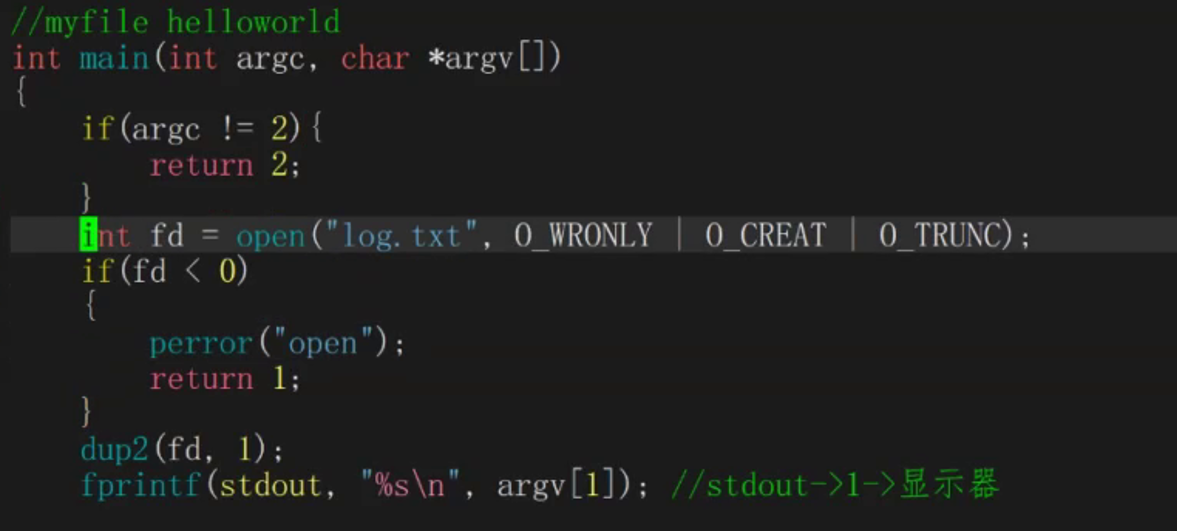 //myfile helloworld
int main(int argc, char *argv[])
{
    if(argc != 2){
        return 2;
    }
    int fd = open("log.txt", O_WRONLY | O_CREAT | O_TRUNC);
    if(fd < 0)
    {
        perror("open");
        return 1;
    }
    dup2(fd, 1);
    fprintf(stdout, "%s\n", argv[1]); //stdout->1->显示器